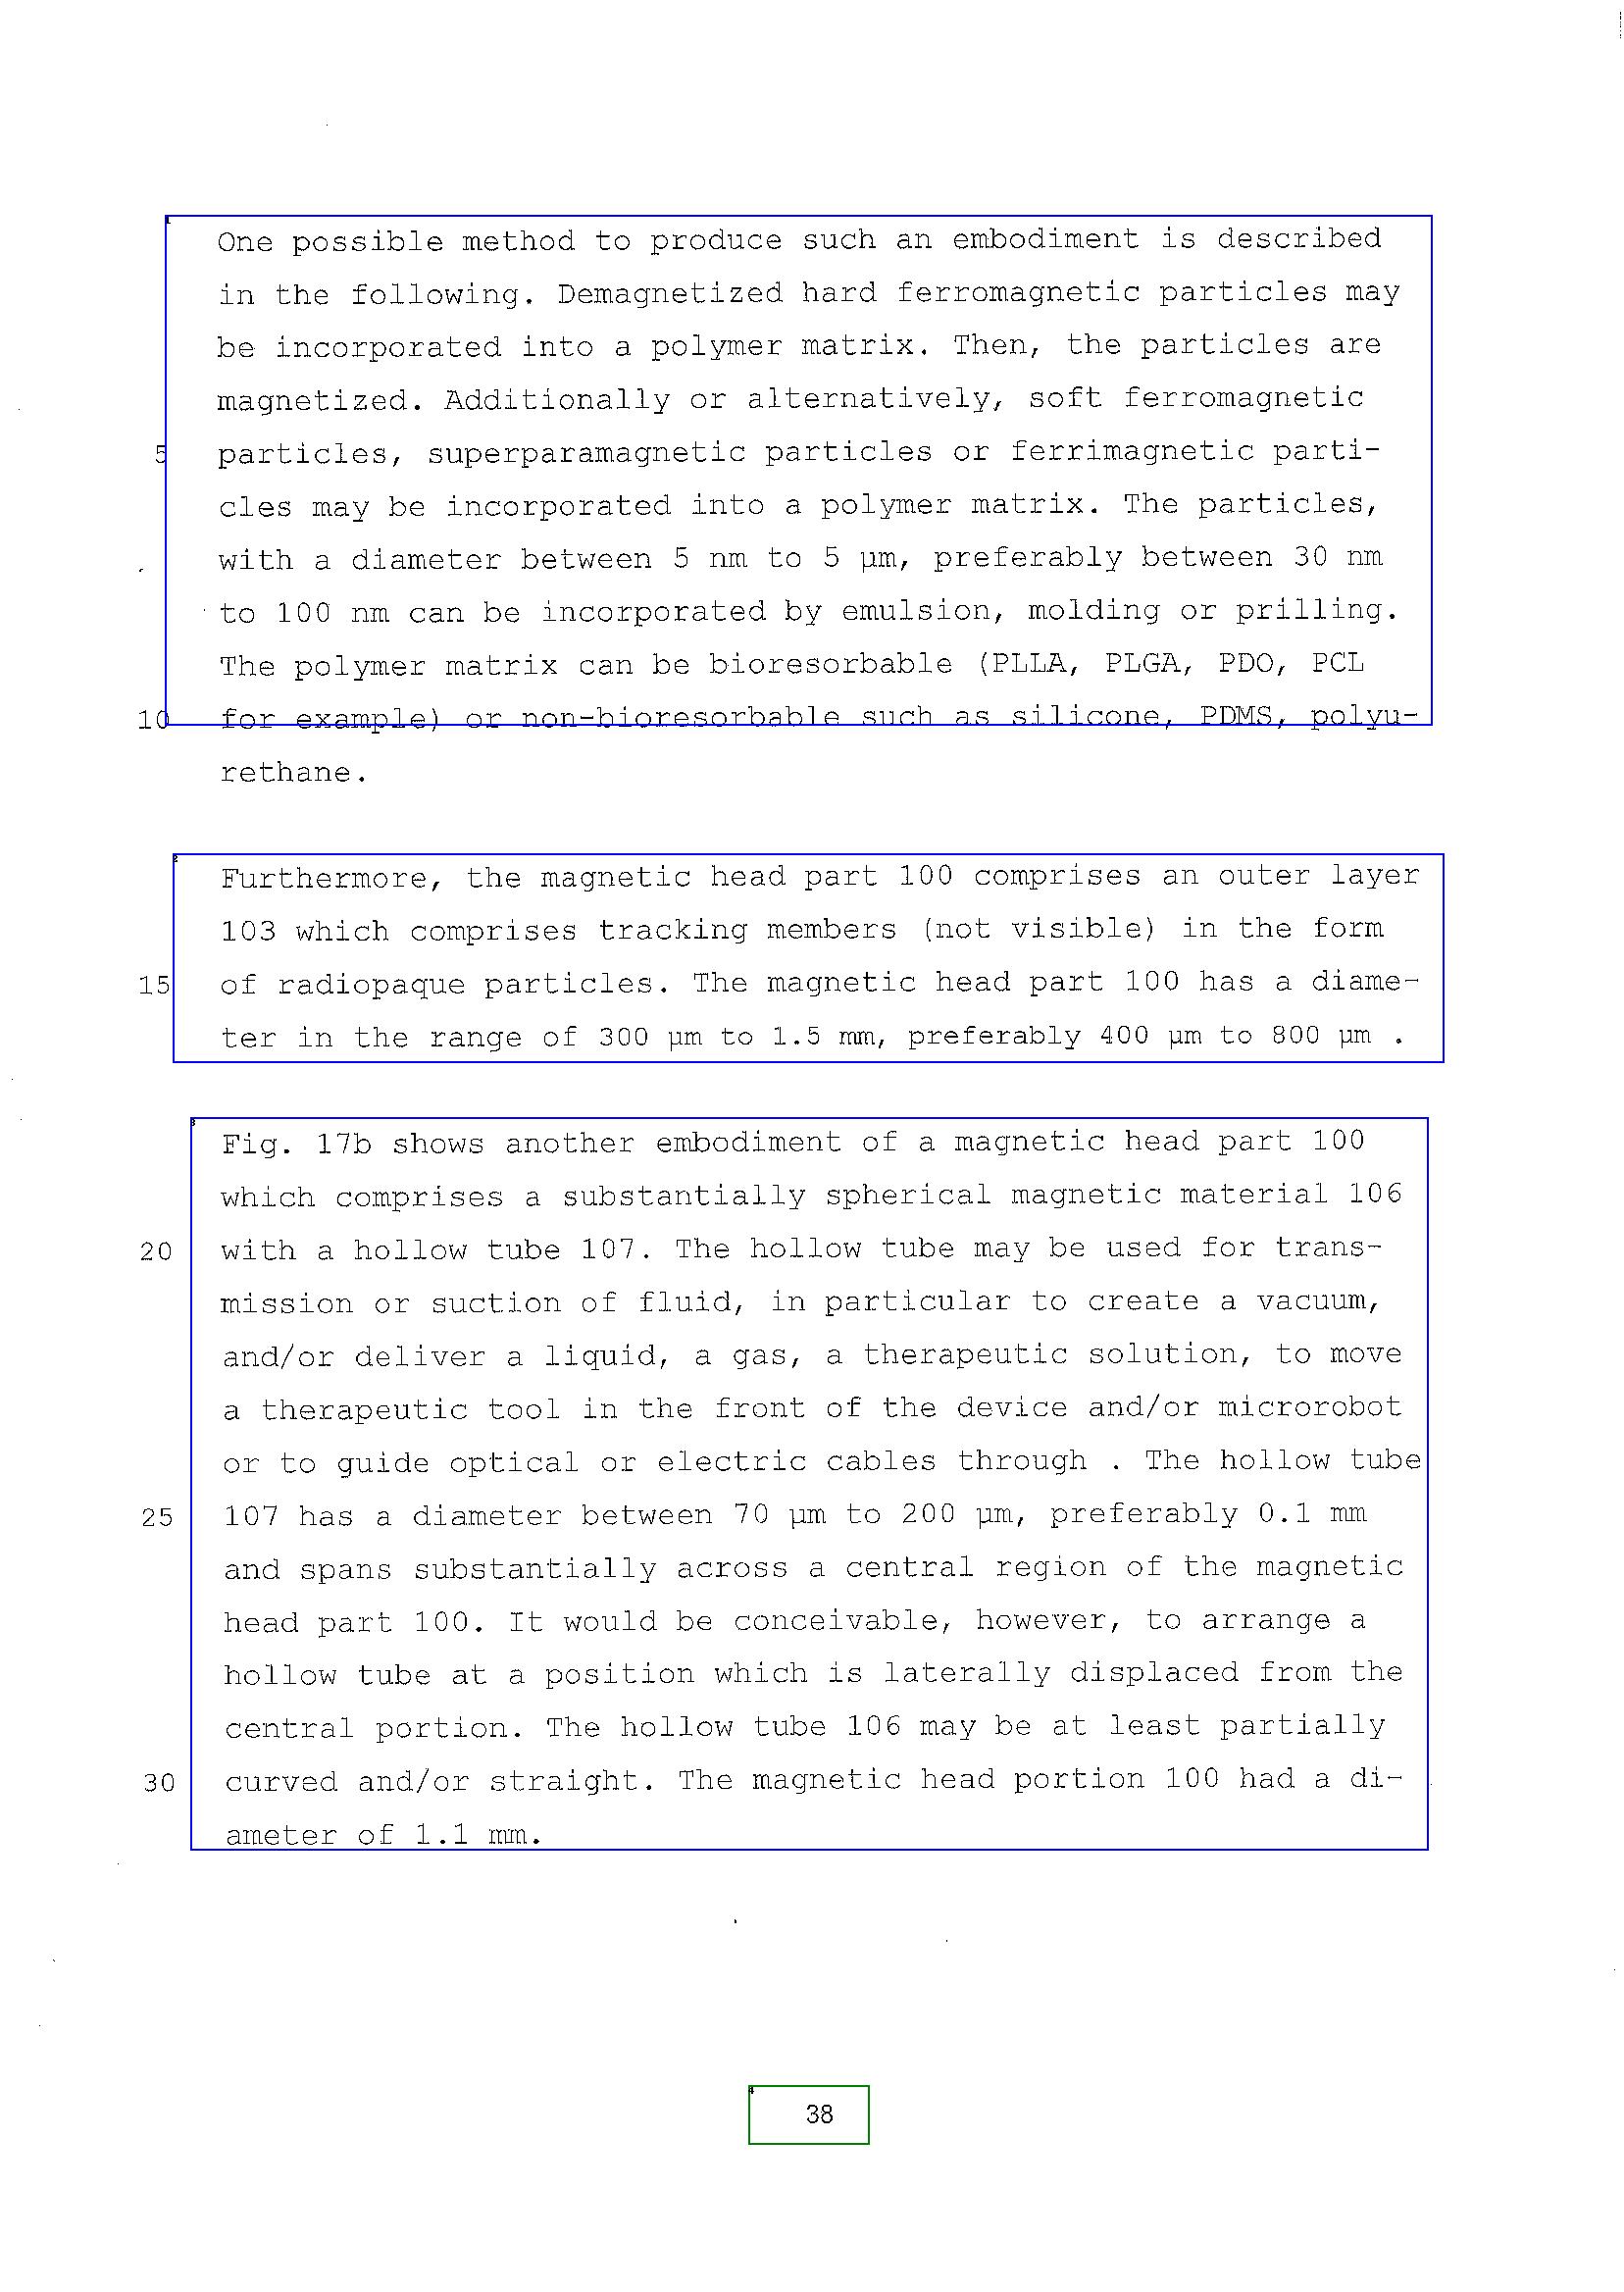 One possible method to produce such an embodiment is described
in the following. Demagnetized hard ferromagnetic particles may
be incorporated into a polymer matrix. Then, the particles are
magnetized. Additionally or alternatively, soft ferromagnetic
5 particles, superparamagnetic particles or ferrimagnetic parti-
cles may be incorporated into a polymer matrix. The particles,
with a diameter between 5 nm to 5 µm, preferably between 30 nm
to 100 nm can be incorporated by emulsion, molding or prilling.
The polymer matrix can be bioresorbable (PLLA, PLGA, PDO, PCL
10 for example) or non-bioresorbable such as silicone, PDMS, polyu-
rethane.
Furthermore, the magnetic head part 100 comprises an outer layer
103 which comprises tracking members (not visible) in the form
15 of radiopaque particles. The magnetic head part 100 has a diame-
ter in the range of 300 µm to 1.5 mm, preferably 400 µm to 800 µm .
Fig. 17b shows another embodiment of a magnetic head part 100
which comprises a substantially spherical magnetic material 106
20 with a hollow tube 107. The hollow tube may be used for trans-
mission or suction of fluid, in particular to create a vacuum,
and/or deliver a liquid, a gas, a therapeutic solution, to move
a therapeutic tool in the front of the device and/or microrobot
or to guide optical or electric cables through . The hollow tube
25 107 has a diameter between 70 µm to 200 µm, preferably 0.1 mm
and spans substantially across a central region of the magnetic
head part 100. It would be conceivable, however, to arrange a
hollow tube at a position which is laterally displaced from the
central portion. The hollow tube 106 may be at least partially
30 curved and/or straight. The magnetic head portion 100 had a di-
ameter of 1.1 mm.
38